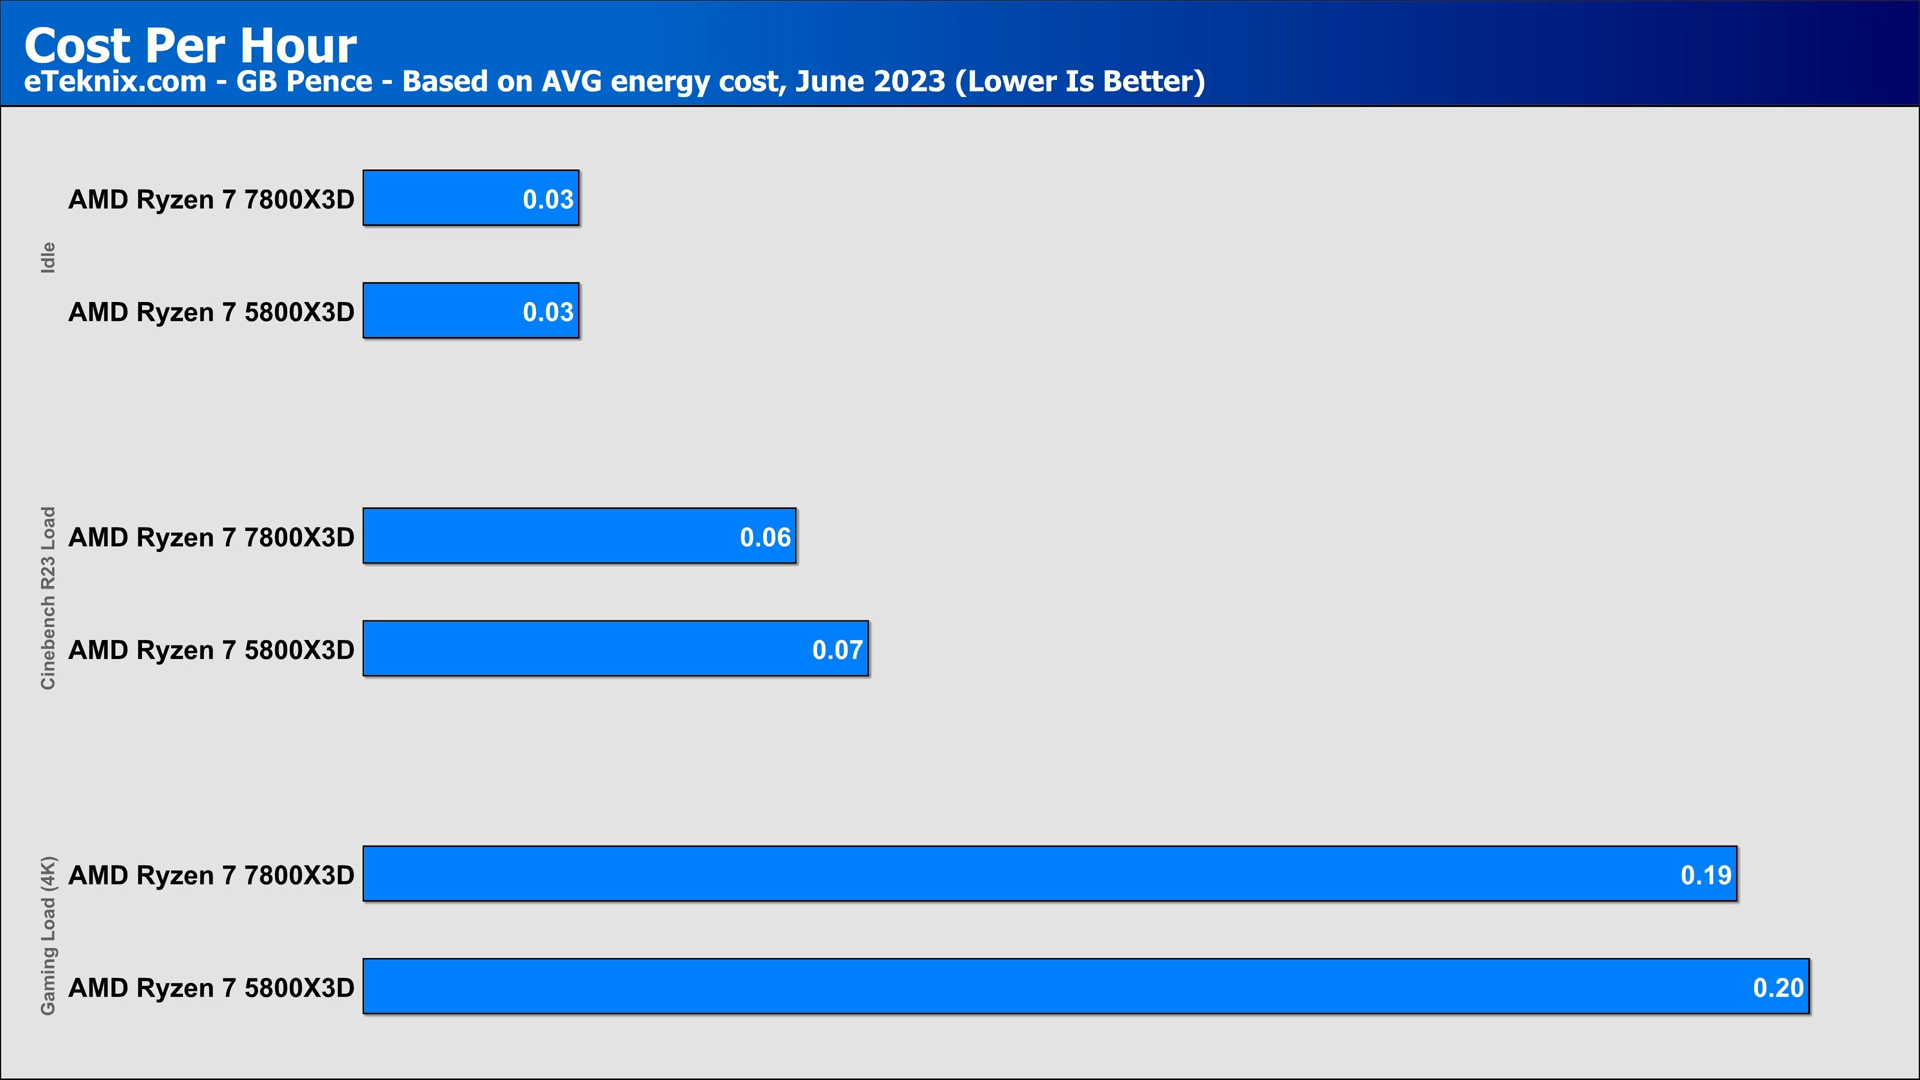 Cost Per Hour
eTeknix.com - GB Pence - Based on AVG energy cost, June 2023 (Lower Is Better)
Idle
AMD Ryzen 7 7800X3D 0.03
AMD Ryzen 7 5800X3D 0.03
Cinebench R23 Load
AMD Ryzen 7 7800X3D 0.06
AMD Ryzen 7 5800X3D 0.07
Gaming Load (4K)
AMD Ryzen 7 7800X3D 0.19
AMD Ryzen 7 5800X3D 0.20